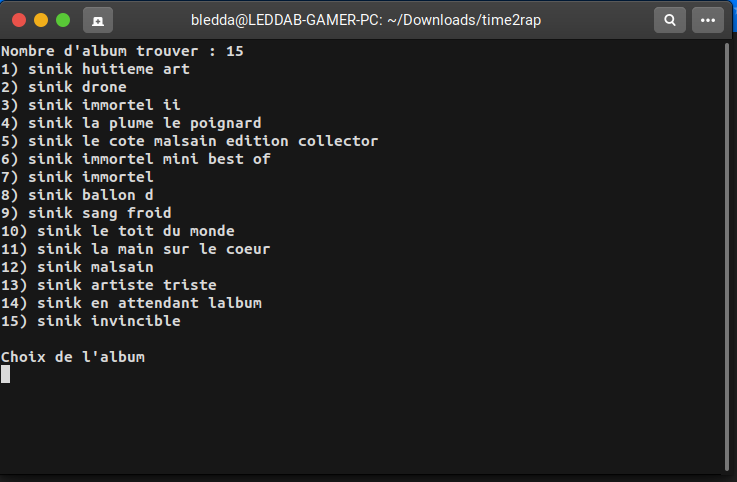 bledda@LEDDAB-GAMER-PC: ~/Downloads/time2rap
Nombre d'album trouver : 15
1) sinik huitieme art
2) sinik drone
3) sinik immortel ii
4) sinik la plume le poignard
5) sinik le cote malsain edition collector
6) sinik immortel mini best of
7) sinik immortel
8) sinik ballon d
9) sinik sang froid
10) sinik le toit du monde
11) sinik la main sur le coeur
12) sinik malsain
13) sinik artiste triste
14) sinik en attendant lalbum
15) sinik invincible
Choix de l'album